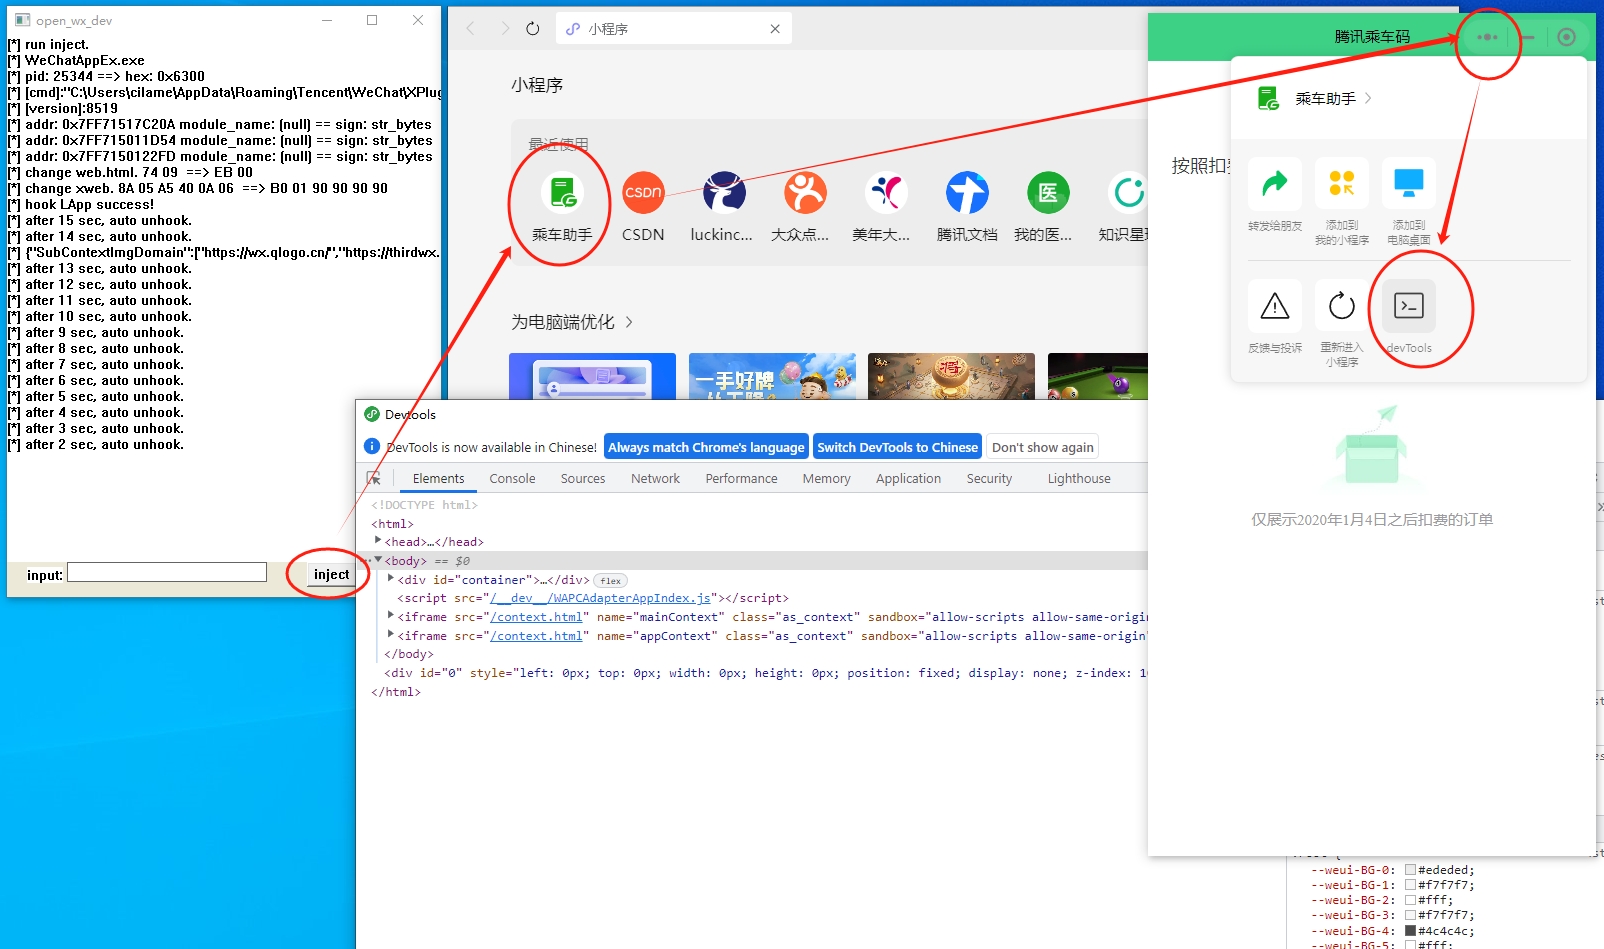 open_wx_dev
[*] run inject.
[*] WeChatAppEx.exe
[*] pid: 25344 ==> hex: 0x6300
[*] [cmd]:"C:\Users\cilame\AppData\Roaming\Tencent\WeChat\XPlug
[*] [version]:8519
[*] addr: 0x7FF71517C20A module_name: (null) == sign: str_bytes
[*] addr: 0x7FF715011D54 module_name: (null) == sign: str_bytes
[*] addr: 0x7FF7150122FD module_name: (null) == sign: str_bytes
[*] change web.html. 74 09  ==> EB 00
[*] change xweb. 8A 05 A5 40 0A 06  ==> B0 01 90 90 90 90
[*] hook LApp success!
[*] after 15 sec, auto unhook.
[*] after 14 sec, auto unhook.
[*] {"SubContextImgDomain":["https://wx.qlogo.cn/","https://thirdwx.
[*] after 13 sec, auto unhook.
[*] after 12 sec, auto unhook.
[*] after 11 sec, auto unhook.
[*] after 10 sec, auto unhook.
[*] after 9 sec, auto unhook.
[*] after 8 sec, auto unhook.
[*] after 7 sec, auto unhook.
[*] after 6 sec, auto unhook.
[*] after 5 sec, auto unhook.
[*] after 4 sec, auto unhook.
[*] after 3 sec, auto unhook.
[*] after 2 sec, auto unhook.
input:
inject
小程序
小程序
最近使用
乘车助手 CSDN luckinc... 大众点... 美年大... 腾讯文档 我的医... 知识星
为电脑端优化
一手好牌
腾讯乘车码
乘车助手
按照扣
转发给朋友
添加到
我的小程序
添加到
电脑桌面
反馈与投诉
重新进入
小程序
devTools
仅展示2020年1月4日之后扣费的订单
Devtools
DevTools is now available in Chinese! Always match Chrome's language Switch DevTools to Chinese Don't show again
Elements Console Sources Network Performance Memory Application Security Lighthouse
<!DOCTYPE html>
<html>
<head>…</head>
<body> == $0
<div id="container">…</div> flex
<script src="/__dev__/WAPCAdapterAppIndex.js"></script>
<iframe src="/context.html" name="mainContext" class="as_context" sandbox="allow-scripts allow-same-origin
<iframe src="/context.html" name="appContext" class="as_context" sandbox="allow-scripts allow-same-origin
</body>
<div id="0" style="left: 0px; top: 0px; width: 0px; height: 0px; position: fixed; display: none; z-index: 1
</html>
--weui-BG-0: #ededed;
--weui-BG-1: #f7f7f7;
--weui-BG-2: #fff;
--weui-BG-3: #f7f7f7;
--weui-BG-4: #4c4c4c;
--weui-BG-5: #fff;